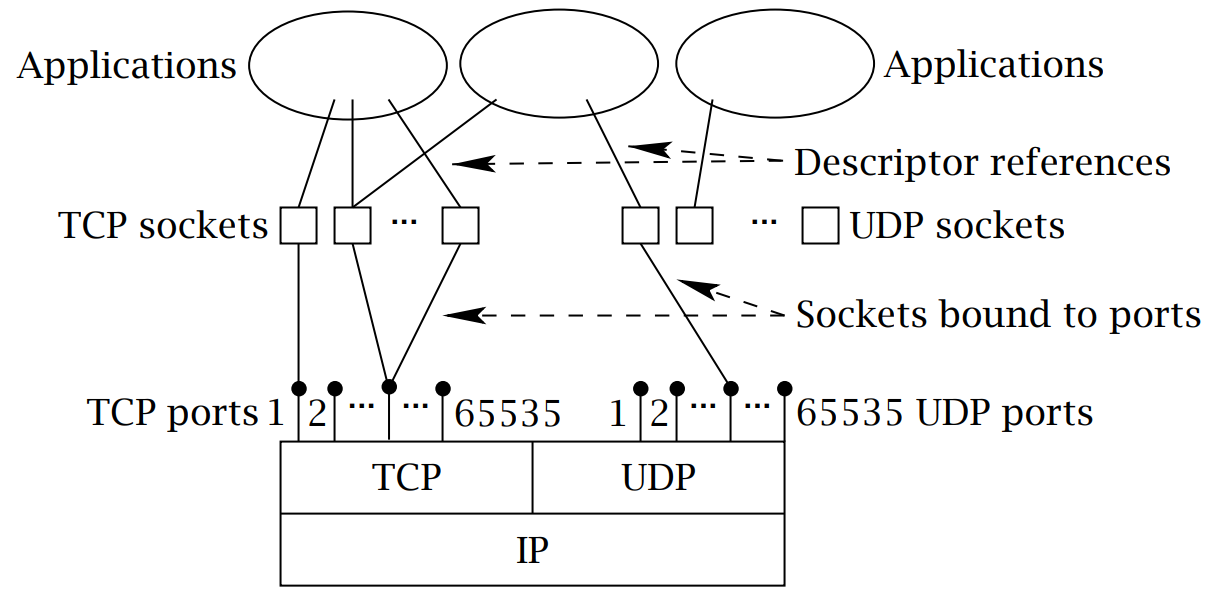 Applications
Applications
Descriptor references
TCP sockets ... ... UDP sockets
Sockets bound to ports
TCP ports 1 2 ... ... 65535 1 2 ... ... 65535 UDP ports
TCP UDP
IP